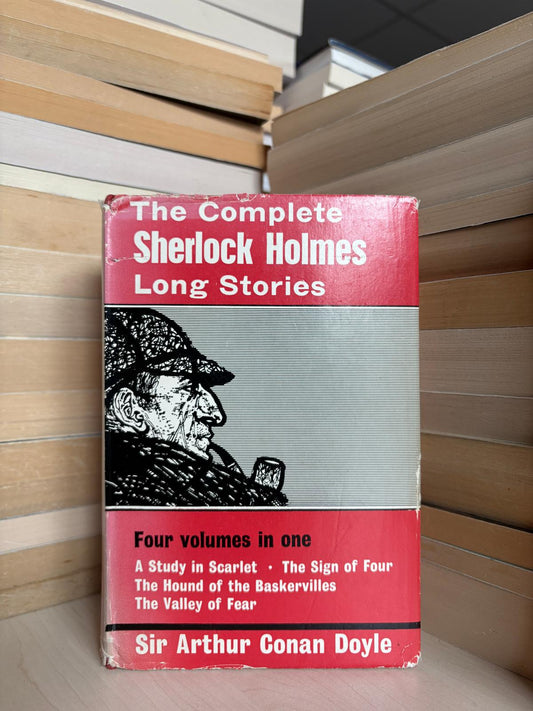 The Complete
Sherlock Holmes
Long Stories
Four volumes in one
A Study in Scarlet · The Sign of Four
The Hound of the Baskervilles
The Valley of Fear
Sir Arthur Conan Doyle